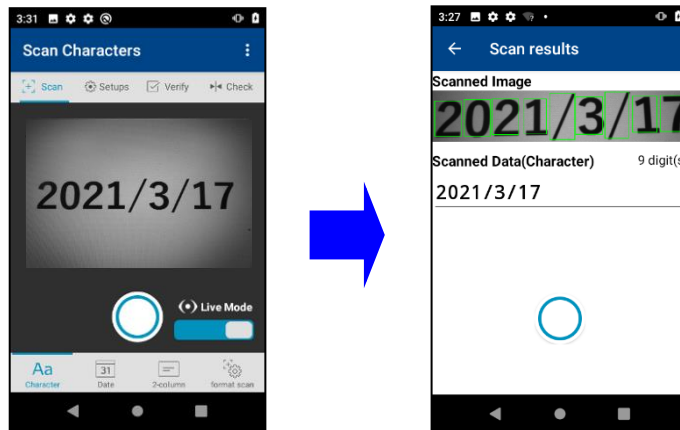 3:31
Scan Characters
Scan
Setups
Verify
Check
2021/3/17
Live Mode
Aa
Character
31
Date
2-column
format scan
3:27
Scan results
Scanned Image
2021/3/17
Scanned Data(Character) 9 digit(s
2021/3/17